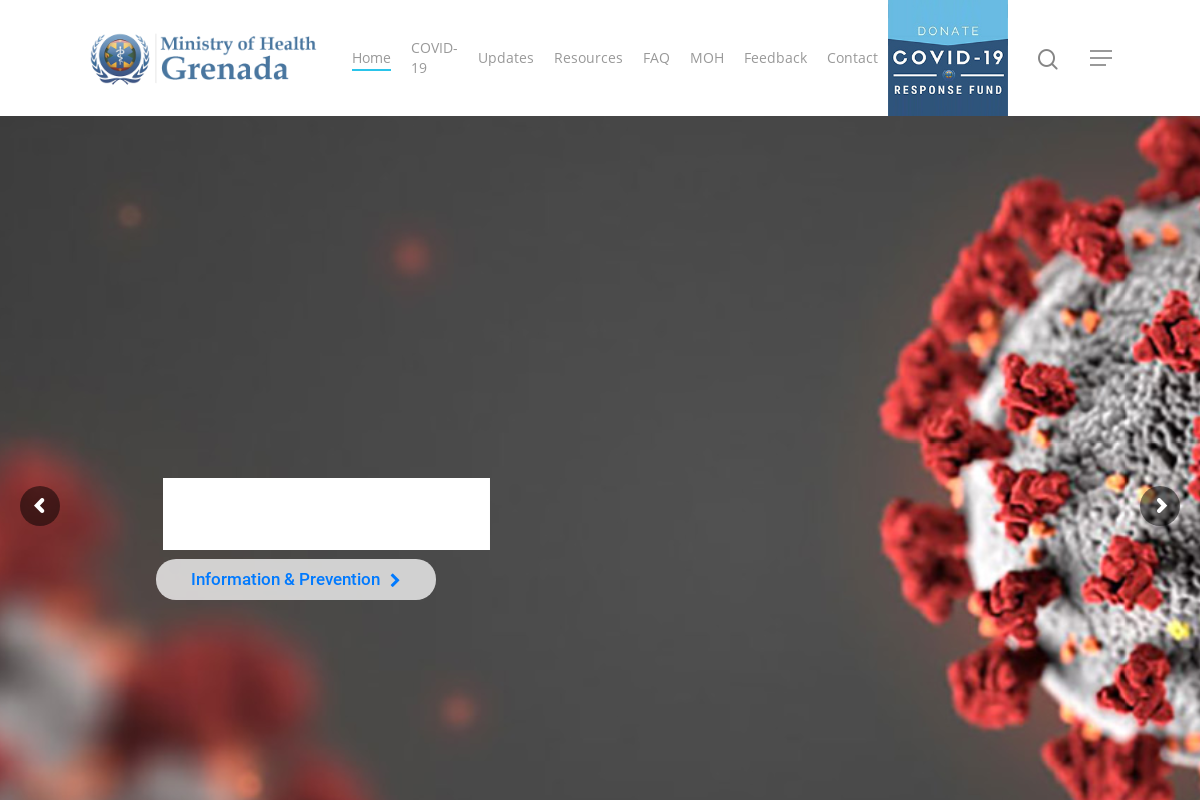 Ministry of Health
Grenada
Home
COVID-
19
Updates
Resources
FAQ
MOH
Feedback
Contact
DONATE
COVID-19
RESPONSE FUND
Information & Prevention